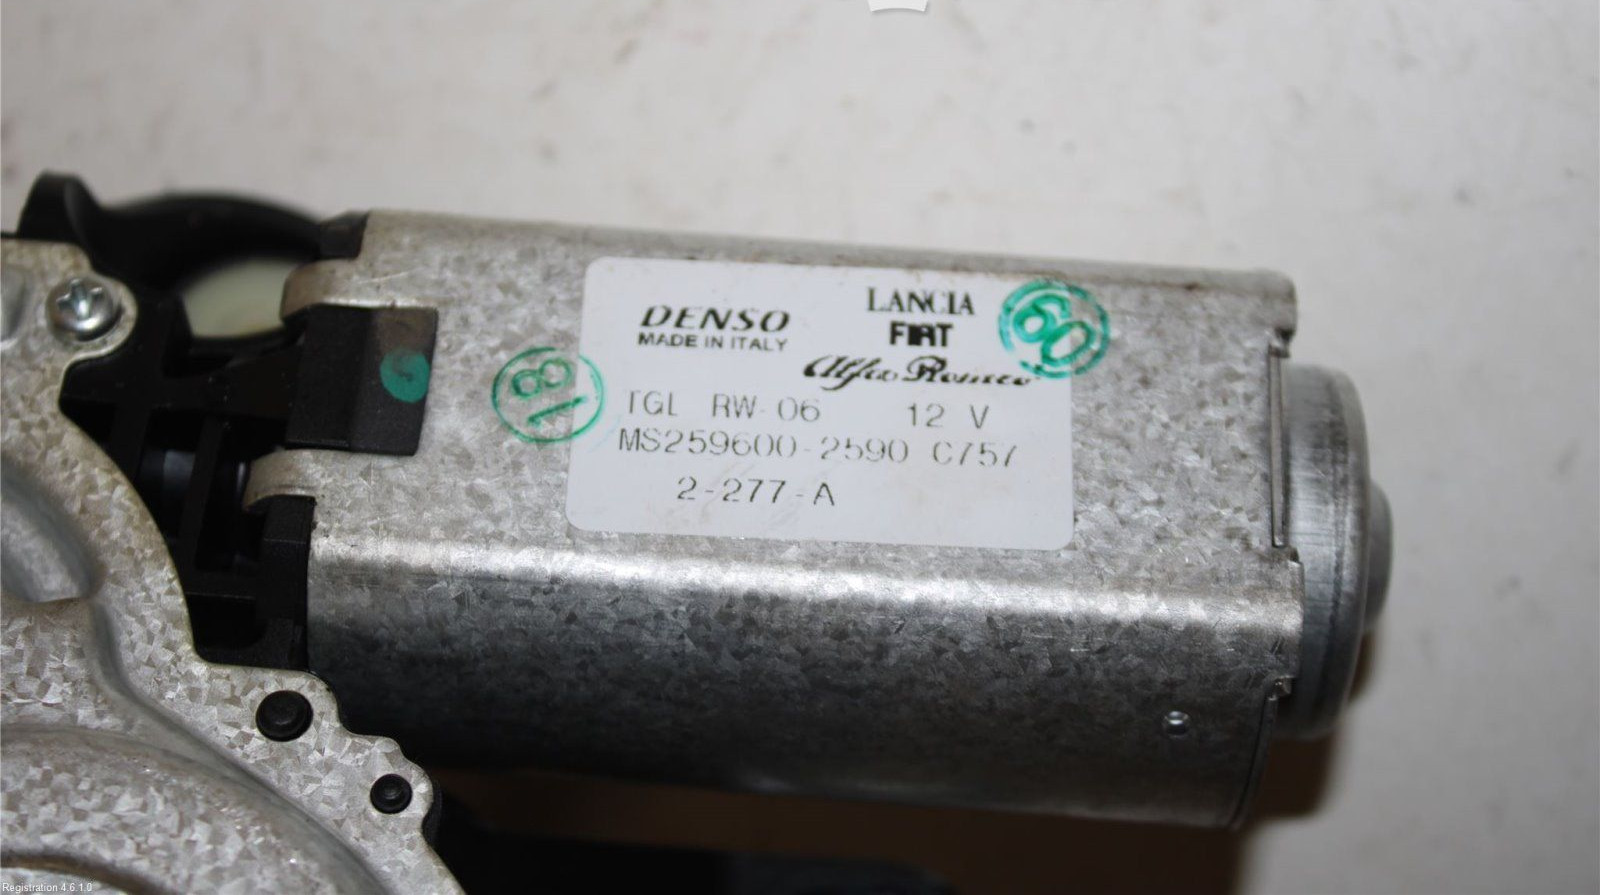 DENSO
MADE IN ITALY
LANCIA
FIAT
Alfa Romeo
60
18
TGL RW-06 12 V
MS259600-2590 C757
2-277-A
Registration 4.6.1.0